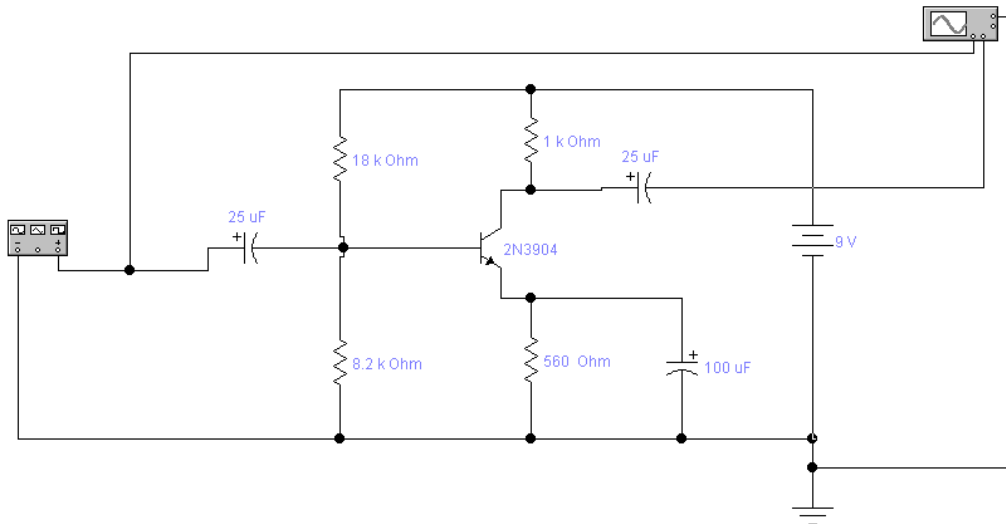 18 k Ohm
1 k Ohm
25 uF
25 uF
2N3904
9 V
8.2 k Ohm
560 Ohm
100 uF